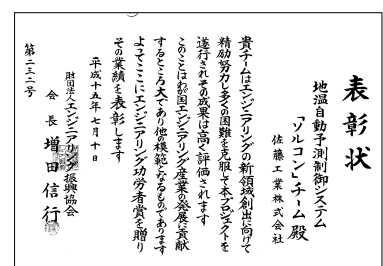 表彰状
地温自動予測制御システム
「ソルコン」チーム殿
佐藤工業株式会社
貴チームはエンジニアリングの新領域創出に向けて
精励努力し多くの困難を克服して本プロジェクトを
遂行されその成果は高く評価されます
このことはわが国エンジニアリング産業の発展に貢献
するところ大であり他の模範となるものであります
よってここにエンジニアリング功労者賞を贈り
その業績を表彰します
平成十五年七月十日
財団法人エンジニアリング振興協会
会長 増田信行
第二三二号